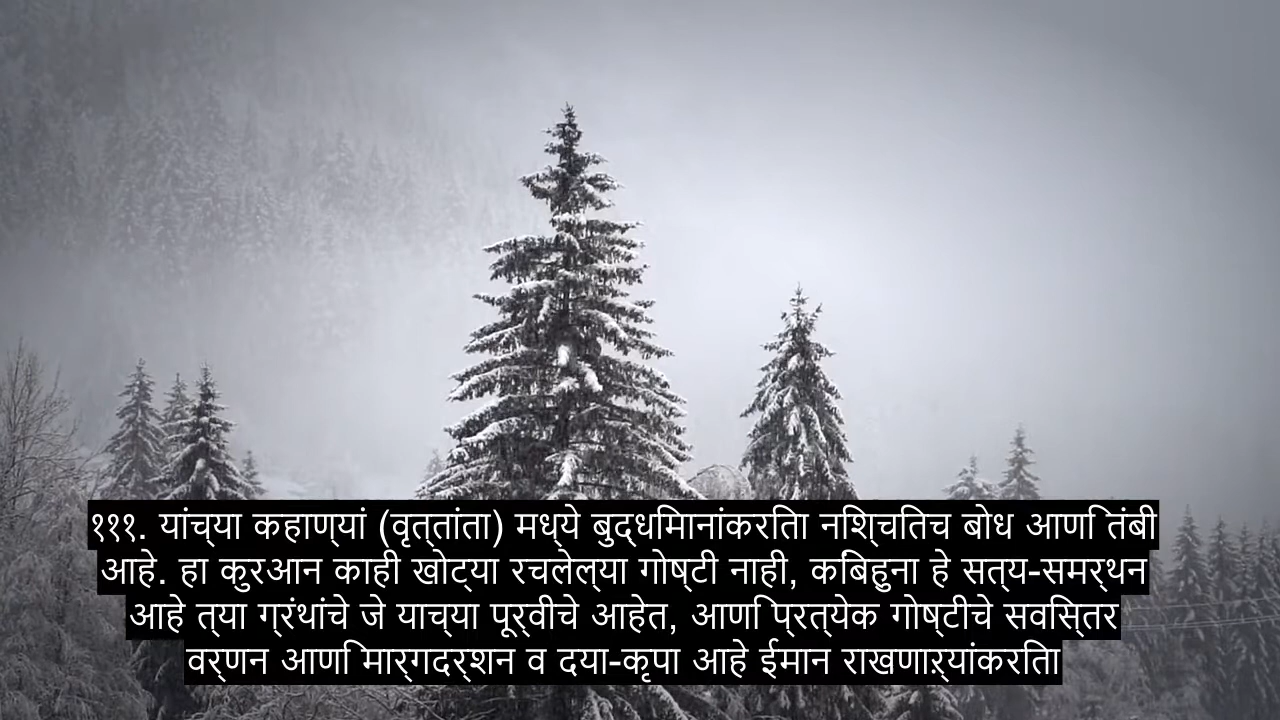 १११. यांच्या कहाण्यां (वृत्तांता) मध्ये बुद्धिमानांकरिता निश्चितच बोध आणि तंबी
आहे. हा कुरआन काही खोट्या रचलेल्या गोष्टी नाही, किंबहुना हे सत्य-समर्थन
आहे त्या ग्रंथांचे जे याच्या पूर्वीचे आहेत, आणि प्रत्येक गोष्टीचे सविस्तर
वर्णन आणि मार्गदर्शन व दया-कृपा आहे ईमान राखणाऱ्यांकरिता